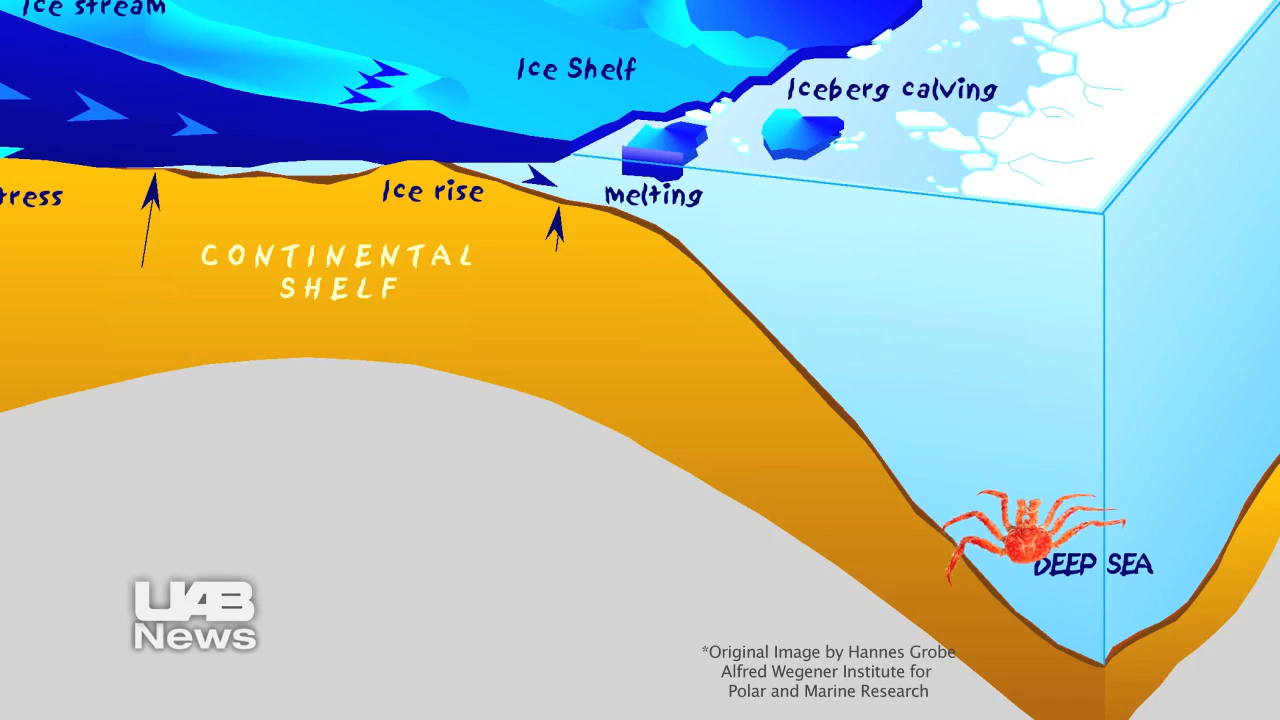 Ice stream
Ice Shelf
Iceberg calving
tress
Ice rise
melting
CONTINENTAL
SHELF
DEEP SEA
UAB
News
*Original Image by Hannes Grobe
Alfred Wegener Institute for
Polar and Marine Research